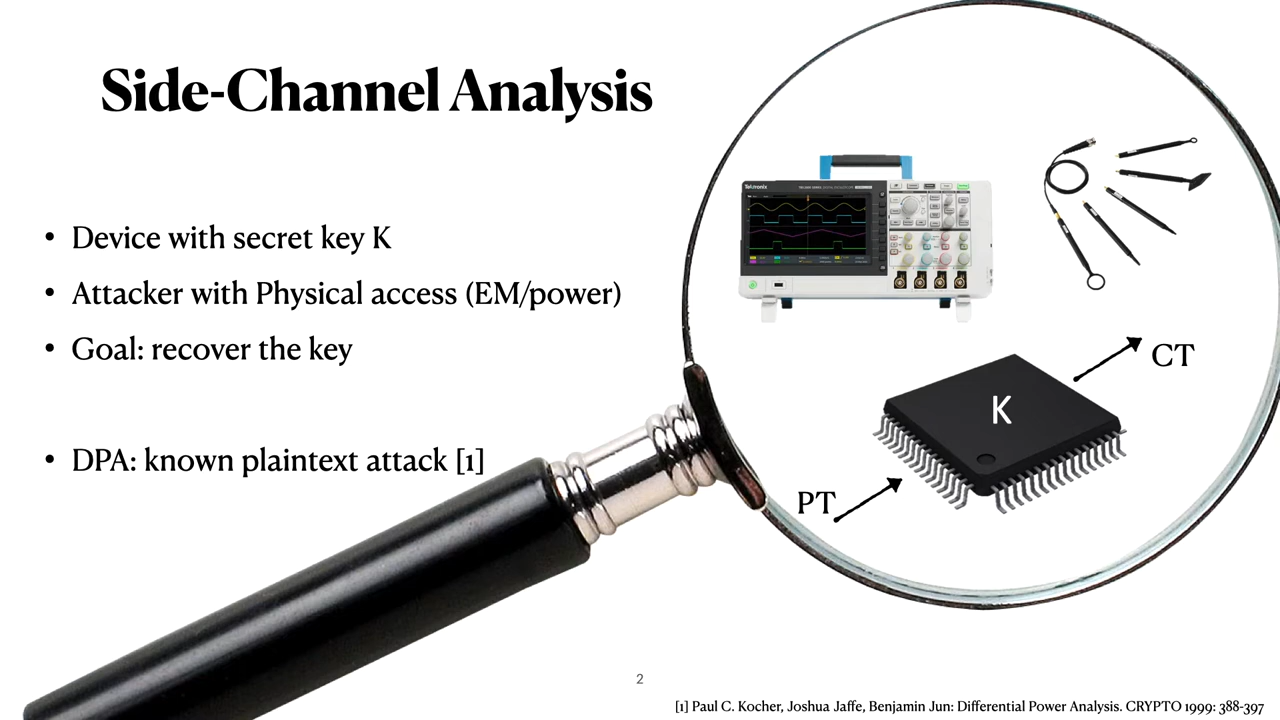 Side-Channel Analysis
• Device with secret key K
• Attacker with Physical access (EM/power)
• Goal: recover the key
• DPA: known plaintext attack [1]
Tektronix
K
CT
PT
2
[1] Paul C. Kocher, Joshua Jaffe, Benjamin Jun: Differential Power Analysis. CRYPTO 1999: 388-397